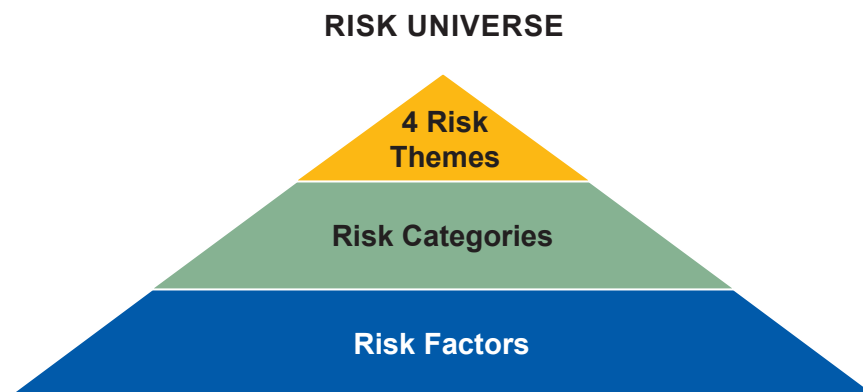 RISK UNIVERSE
4 Risk
Themes
Risk Categories
Risk Factors